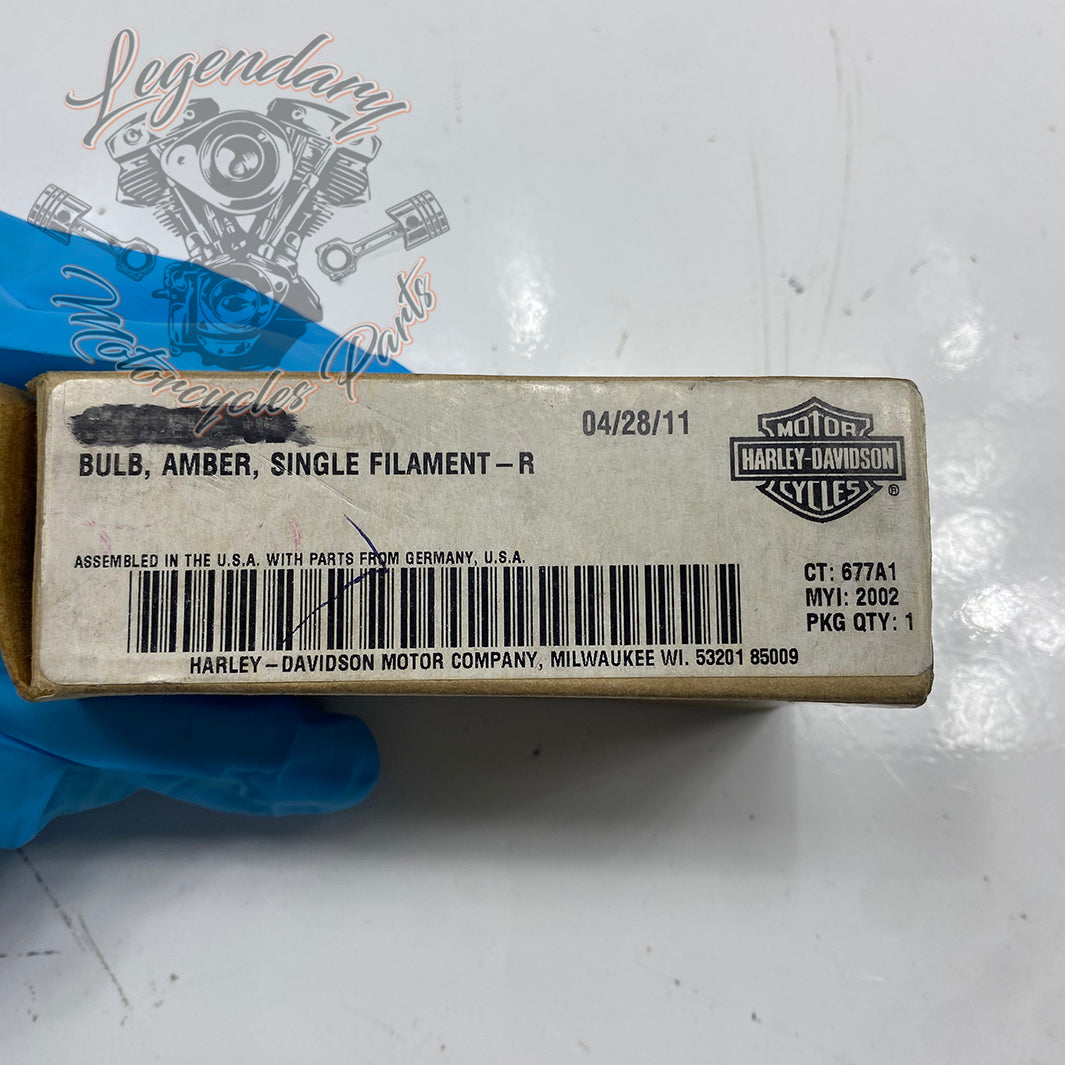 Legendary
Motorcycles Parts
04/28/11
BULB, AMBER, SINGLE FILAMENT-R
MOTOR
HARLEY-DAVIDSON
CYCLES
®
ASSEMBLED IN THE U.S.A. WITH PARTS FROM GERMANY, U.S.A.
CT: 677A1
MYI: 2002
PKG QTY: 1
HARLEY-DAVIDSON MOTOR COMPANY, MILWAUKEE WI. 53201 85009